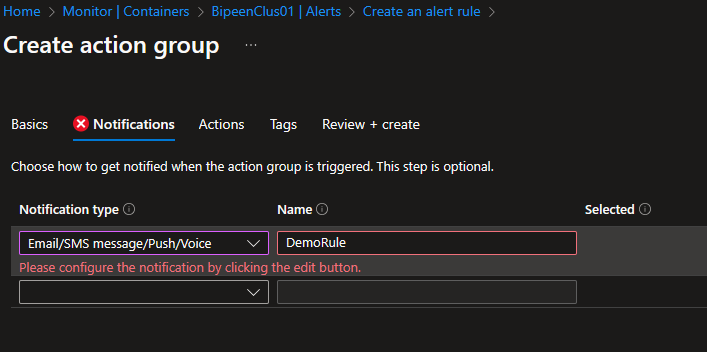 Home > Monitor | Containers > BipeenClus01 | Alerts > Create an alert rule >
Create action group ...
Basics Notifications Actions Tags Review + create
Choose how to get notified when the action group is triggered. This step is optional.
Notification type Name Selected
Email/SMS message/Push/Voice DemoRule
Please configure the notification by clicking the edit button.